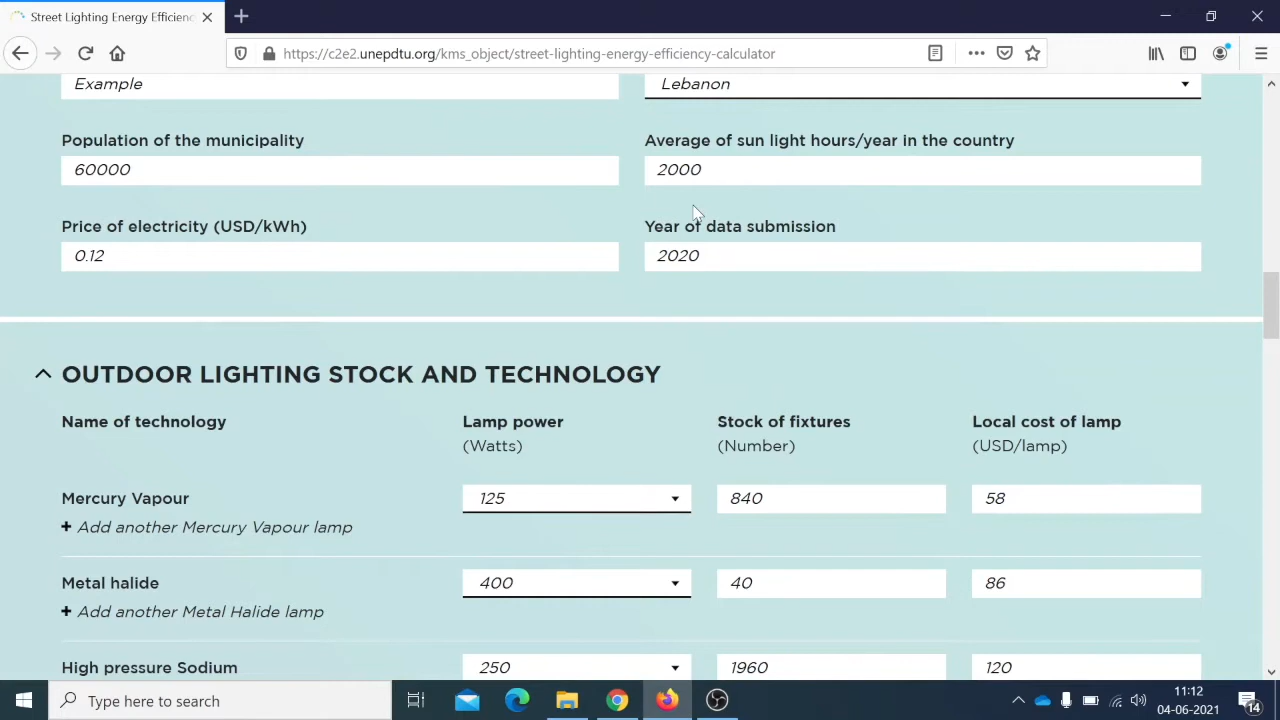 Street Lighting Energy Efficienc
https://c2e2.unepdtu.org/kms_object/street-lighting-energy-efficiency-calculator
Example
Lebanon
Population of the municipality
Average of sun light hours/year in the country
60000
2000
Price of electricity (USD/kWh)
Year of data submission
0.12
2020
OUTDOOR LIGHTING STOCK AND TECHNOLOGY
Name of technology
Lamp power
Stock of fixtures
Local cost of lamp
(Watts)
(Number)
(USD/lamp)
Mercury Vapour
125
840
58
+ Add another Mercury Vapour lamp
Metal halide
400
40
86
+ Add another Metal Halide lamp
High pressure Sodium
250
1960
120
Type here to search
11:12
04-06-2021
14